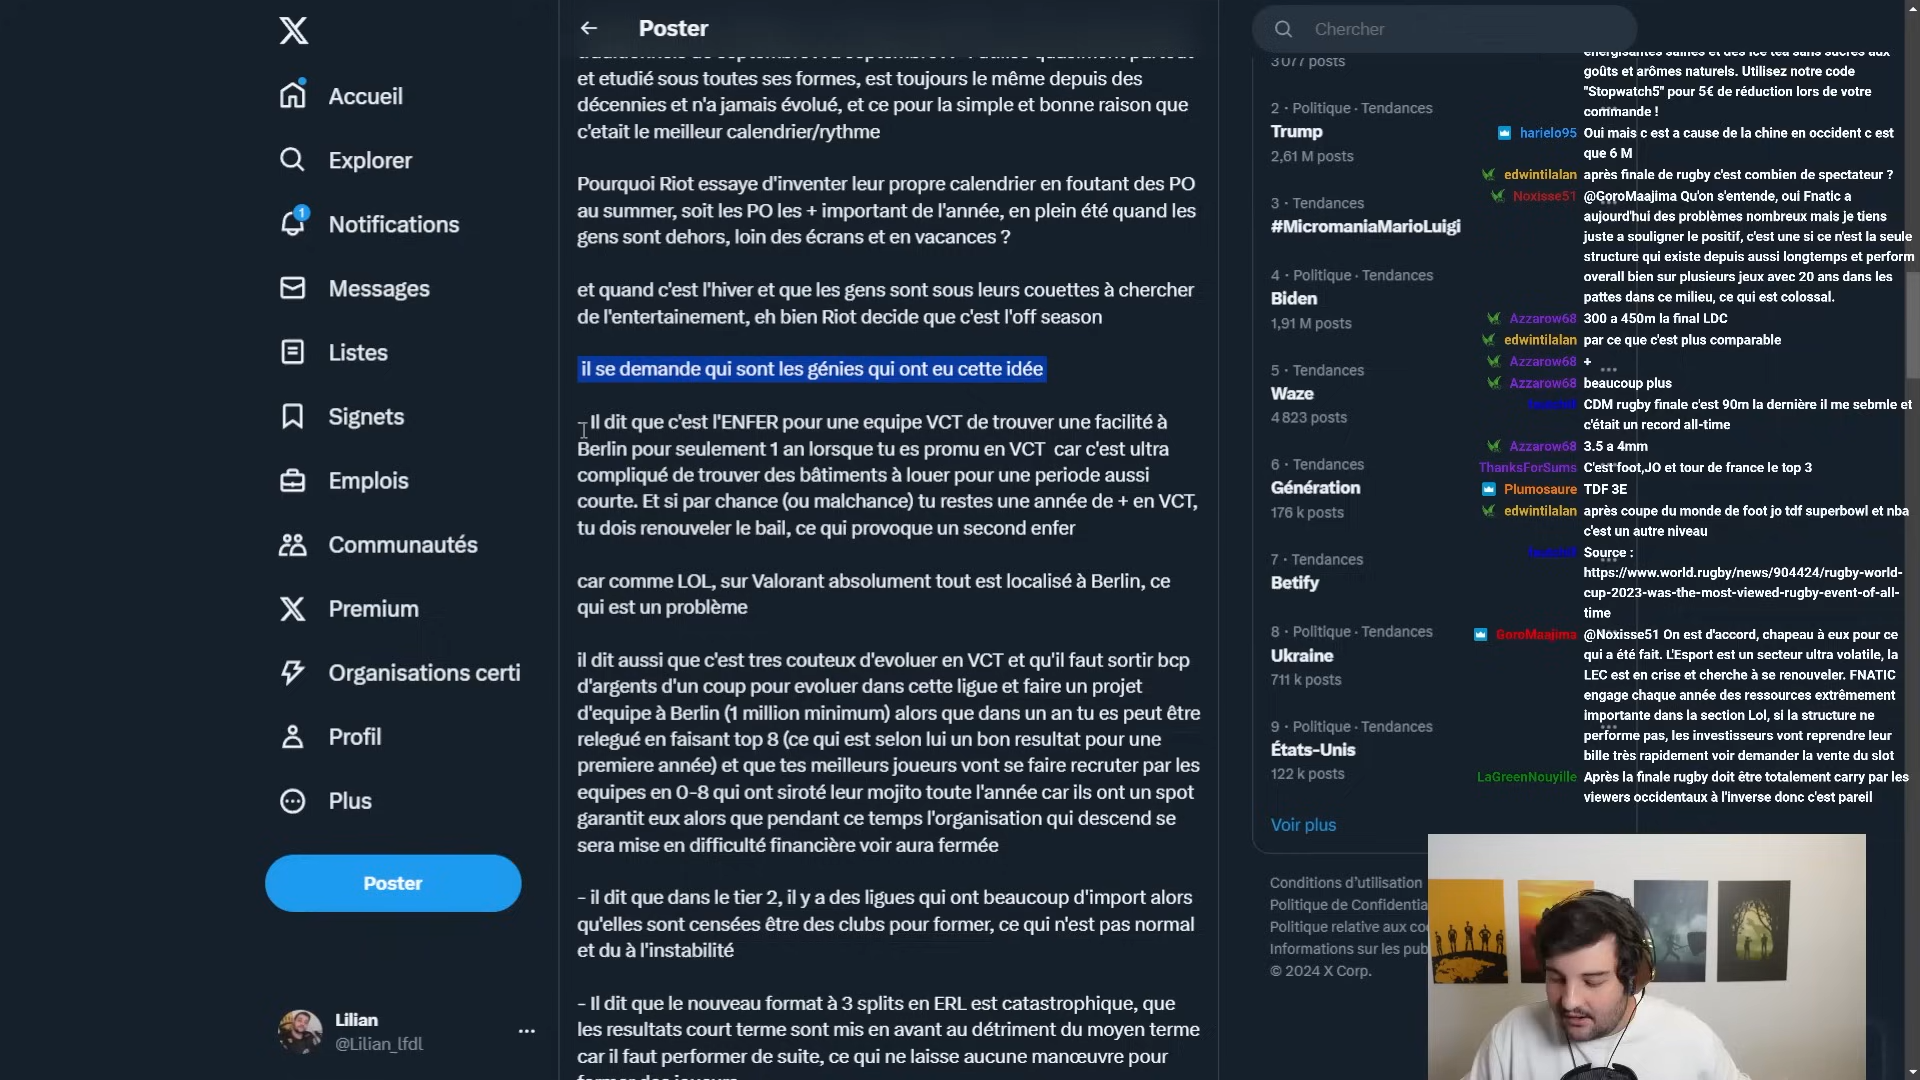 Accueil
Explorer
1
Notifications
Messages
Listes
Signets
Emplois
Communautés
Premium
Organisations certi
Profil
Plus
Poster
Lilian
@Lilian_lfdl
Poster
et etudié sous toutes ses formes, est toujours le même depuis des
décennies et n'a jamais évolué, et ce pour la simple et bonne raison que
c'etait le meilleur calendrier/rythme
Pourquoi Riot essaye d'inventer leur propre calendrier en foutant des PO
au summer, soit les PO les + important de l'année, en plein été quand les
gens sont dehors, loin des écrans et en vacances ?
et quand c'est l'hiver et que les gens sont sous leurs couettes à chercher
de l'entertainement, eh bien Riot decide que c'est l'off season
il se demande qui sont les génies qui ont eu cette idée
- Il dit que c'est l'ENFER pour une equipe VCT de trouver une facilité à
Berlin pour seulement 1 an lorsque tu es promu en VCT car c'est ultra
compliqué de trouver des bâtiments à louer pour une periode aussi
courte. Et si par chance (ou malchance) tu restes une année de + en VCT,
tu dois renouveler le bail, ce qui provoque un second enfer
car comme LOL, sur Valorant absolument tout est localisé à Berlin, ce
qui est un problème
il dit aussi que c'est tres couteux d'evoluer en VCT et qu'il faut sortir bcp
d'argents d'un coup pour evoluer dans cette ligue et faire un projet
d'equipe à Berlin (1 million minimum) alors que dans un an tu es peut être
relegué en faisant top 8 (ce qui est selon lui un bon resultat pour une
premiere année) et que tes meilleurs joueurs vont se faire recruter par les
equipes en 0-8 qui ont siroté leur mojito toute l'année car ils ont un spot
garantit eux alors que pendant ce temps l'organisation qui descend se
sera mise en difficulté financière voir aura fermée
- il dit que dans le tier 2, il y a des ligues qui ont beaucoup d'import alors
qu'elles sont censées être des clubs pour former, ce qui n'est pas normal
et du à l'instabilité
- Il dit que le nouveau format à 3 splits en ERL est catastrophique, que
les resultats court terme sont mis en avant au détriment du moyen terme
car il faut performer de suite, ce qui ne laisse aucune manœuvre pour
Chercher
3 077 posts
2 · Politique · Tendances
Trump
2,61 M posts
3 · Tendances
#MicromaniaMarioLuigi
4 · Politique · Tendances
Biden
1,91 M posts
5 · Tendances
Waze
4 823 posts
6 · Tendances
Génération
176 k posts
7 · Tendances
Betify
8 · Politique · Tendances
Ukraine
711 k posts
9 · Tendances
États-Unis
122 k posts
Voir plus
Conditions d'utilisation
Politique de Confidentia
Politique relative aux co
Informations sur les pub
© 2024 X Corp.
énergisantes saines et des ice tea sans sucres aux
goûts et arômes naturels. Utilisez notre code
"Stopwatch5" pour 5€ de réduction lors de votre
commande !
harielo95 Oui mais c est a cause de la chine en occident c est
que 6 M
edwintilalan après finale de rugby c'est combien de spectateur ?
Noxisse51 @GoroMaajima Qu'on s'entende, oui Fnatic a
aujourd'hui des problèmes nombreux mais je tiens
juste a souligner le positif, c'est une si ce n'est la seule
structure qui existe depuis aussi longtemps et perform
overall bien sur plusieurs jeux avec 20 ans dans les
pattes dans ce milieu, ce qui est colossal.
Azzarow68 300 a 450m la final LDC
edwintilalan par ce que c'est plus comparable
Azzarow68 +
Azzarow68 beaucoup plus
CDM rugby finale c'est 90m la dernière il me sebmle et
c'était un record all-time
Azzarow68 3.5 a 4mm
ThanksForSums C'est foot,JO et tour de france le top 3
Plumosaure TDF 3E
edwintilalan après coupe du monde de foot jo tdf superbowl et nba
c'est un autre niveau
Source :
https://www.world.rugby/news/904424/rugby-world-
cup-2023-was-the-most-viewed-rugby-event-of-all-
time
GoroMaajima @Noxisse51 On est d'accord, chapeau à eux pour ce
qui a été fait. L'Esport est un secteur ultra volatile, la
LEC est en crise et cherche à se renouveler. FNATIC
engage chaque année des ressources extrêmement
importante dans la section Lol, si la structure ne
performe pas, les investisseurs vont reprendre leur
bille très rapidement voir demander la vente du slot
LaGreenNouyille Après la finale rugby doit être totalement carry par les
viewers occidentaux à l'inverse donc c'est pareil